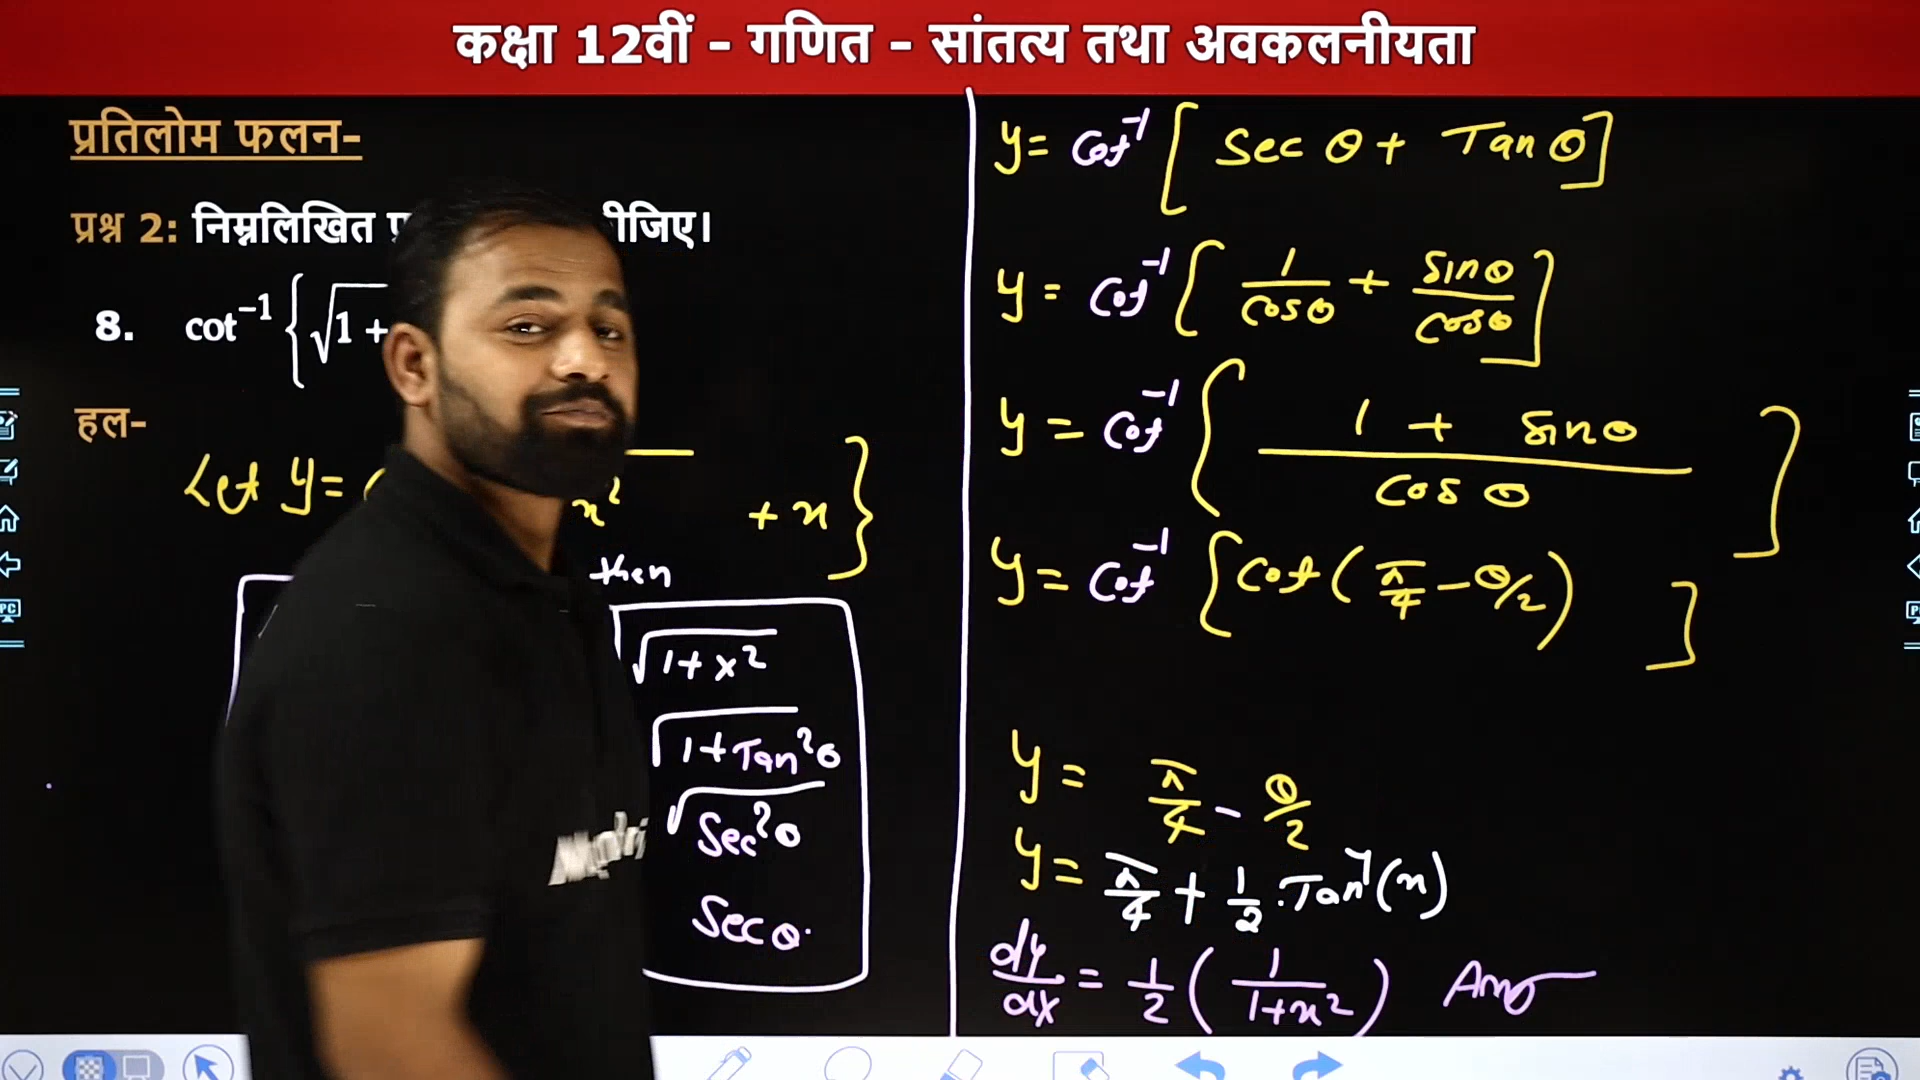 कक्षा 12वीं - गणित - सांतत्य तथा अवकलनीयता
प्रतिलोम फलन-
प्रश्न 2: निम्नलिखित
8. cot⁻¹ {√1 +
हल-
Let y= x² + x}
then
√1+x²
√1+Tan²θ
√Sec²θ
Secθ.
y= Cot⁻¹ [ Sec θ + Tan θ ]
y = Cot⁻¹ [ 1/cosθ + sinθ/cosθ ]
y = Cot⁻¹ [ (1 + sinθ)/cosθ ]
y = Cot⁻¹ [ Cot ( π/4 - θ/2 ) ]
y = π/4 - θ/2
y = π/4 + 1/2 . Tan⁻¹(x)
dy/dx = 1/2 ( 1/1+x² ) Ans